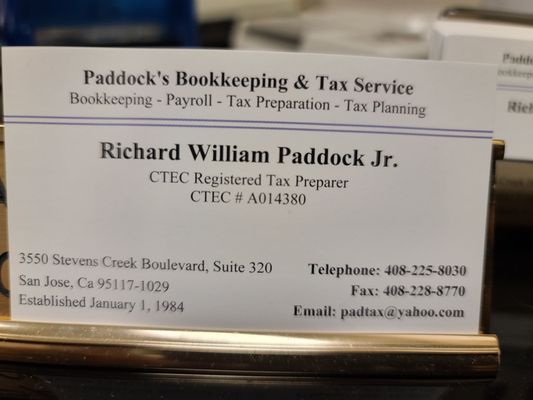 Paddock's Bookkeeping & Tax Service
Bookkeeping - Payroll - Tax Preparation - Tax Planning
Richard William Paddock Jr.
CTEC Registered Tax Preparer
CTEC # A014380
3550 Stevens Creek Boulevard, Suite 320
San Jose, Ca 95117-1029
Established January 1, 1984
Telephone: 408-225-8030
Fax: 408-228-8770
Email: padtax@yahoo.com